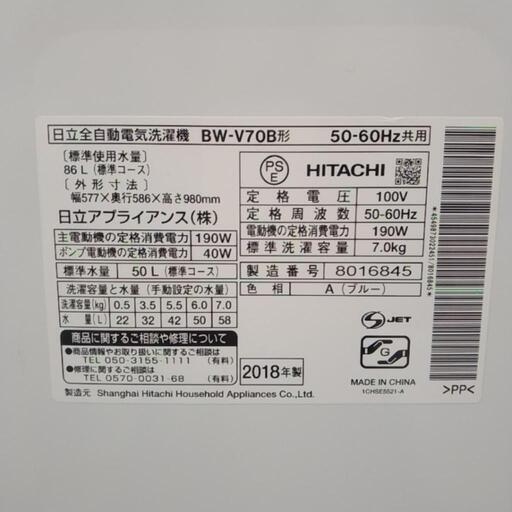 日立全自動電気洗濯機 BW-V70B形 50-60Hz共用
〔標準使用水量〕
86L(標準コース)
〔外形寸法〕
幅577×奥行586×高さ980mm
日立アプライアンス(株)
主電動機の定格消費電力 190W
ポンプ電動機の定格消費電力 40W
標準水量 50L(標準コース)
洗濯容量と水量(手動設定の水量)
洗濯容量(kg) 0.5 3.5 5.5 6.0 7.0
水量(L) 22 32 42 50 58
PS
E
HITACHI
定格電圧 100V
定格周波数 50-60Hz
電動機の定格消費電力 190W
標準洗濯容量 7.0kg
製造番号 8016845
色相 A(ブルー)
商品に関するご相談や修理について
●商品情報やお取り扱いに関するご相談は
TEL 050-3155-1111 (有料)
●修理に関するご相談は
TEL 0570-0031-68 (有料)
2018年製
S JET
G
MADE IN CHINA
1CHSE5521-A
>PP<
製造元 Shanghai Hitachi Household Appliances Co.,Ltd.